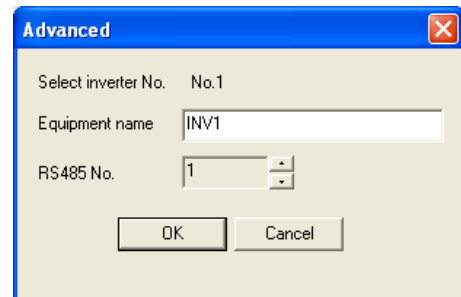 Advanced
Select inverter No. No.1
Equipment name INV1
RS485 No. 1
OK Cancel